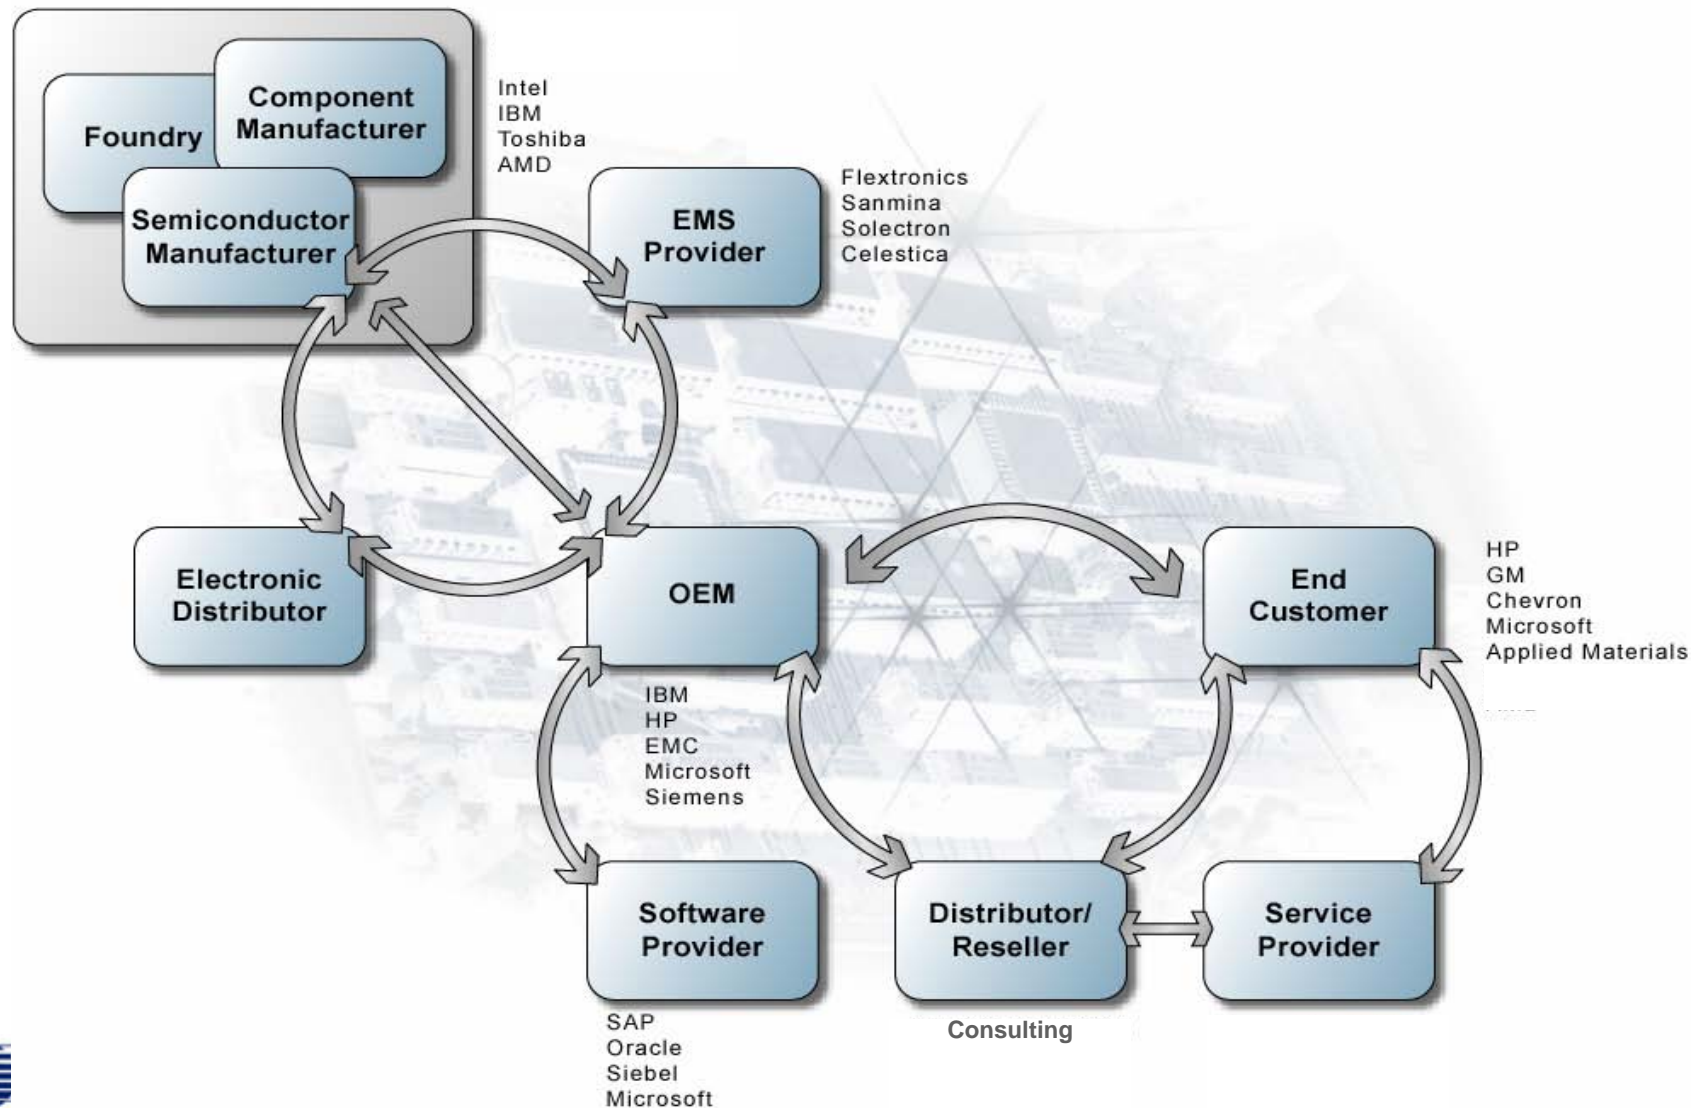 Component
Manufacturer
Foundry
Semiconductor
Manufacturer
Intel
IBM
Toshiba
AMD
EMS
Provider
Flextronics
Sanmina
Solectron
Celestica
Electronic
Distributor
OEM
End
Customer
HP
GM
Chevron
Microsoft
Applied Materials
IBM
HP
EMC
Microsoft
Siemens
Software
Provider
Distributor/
Reseller
Service
Provider
SAP
Oracle
Siebel
Microsoft
Consulting